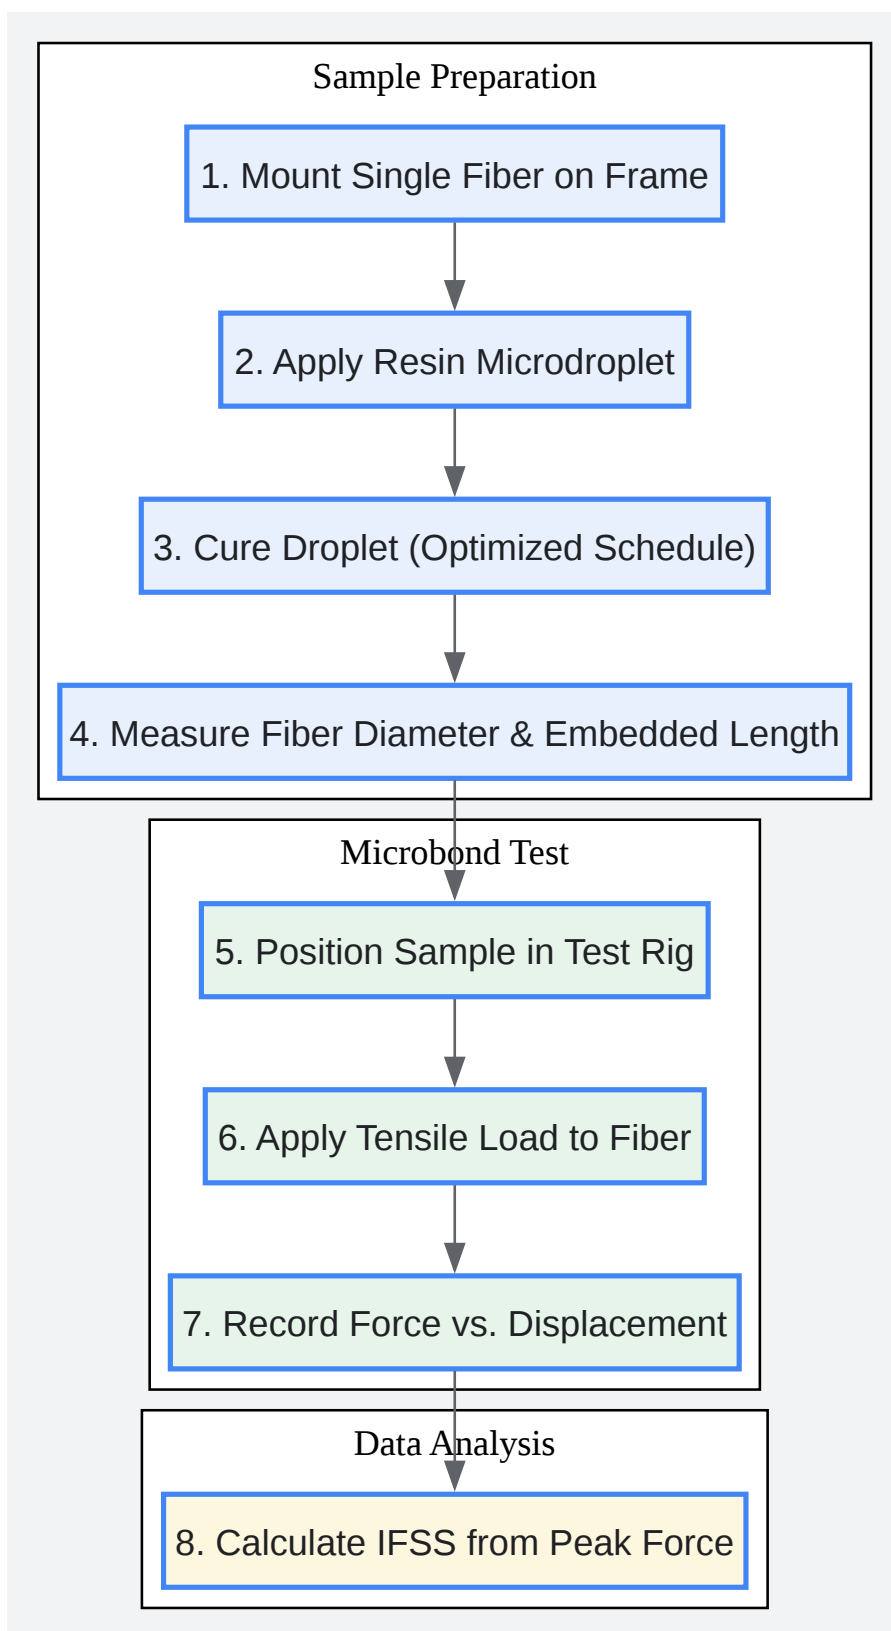 Sample Preparation
1. Mount Single Fiber on Frame
2. Apply Resin Microdroplet
3. Cure Droplet (Optimized Schedule)
4. Measure Fiber Diameter & Embedded Length
Microbond Test
5. Position Sample in Test Rig
6. Apply Tensile Load to Fiber
7. Record Force vs. Displacement
Data Analysis
8. Calculate IFSS from Peak Force